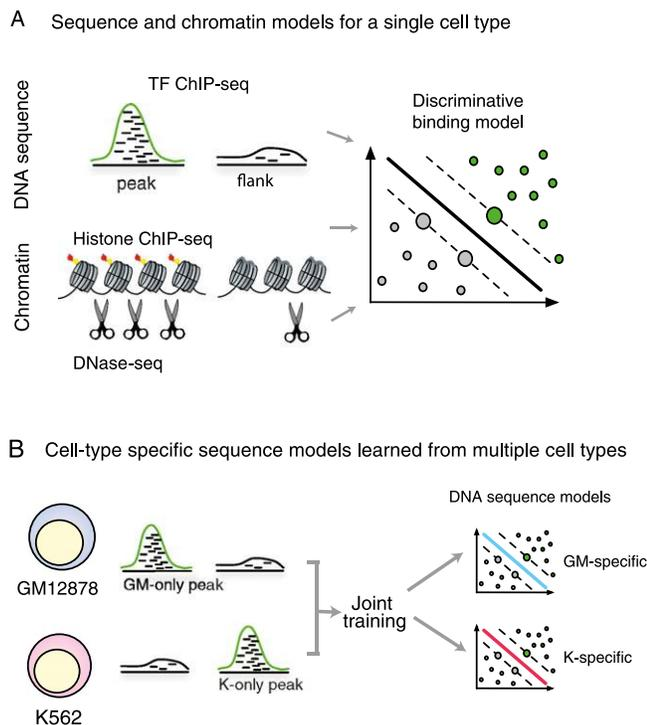 A Sequence and chromatin models for a single cell type
DNA sequence
TF ChIP-seq
peak
flank
Chromatin
Histone ChIP-seq
DNase-seq
Discriminative
binding model
B Cell-type specific sequence models learned from multiple cell types
GM12878
GM-only peak
K562
K-only peak
Joint
training
DNA sequence models
GM-specific
K-specific